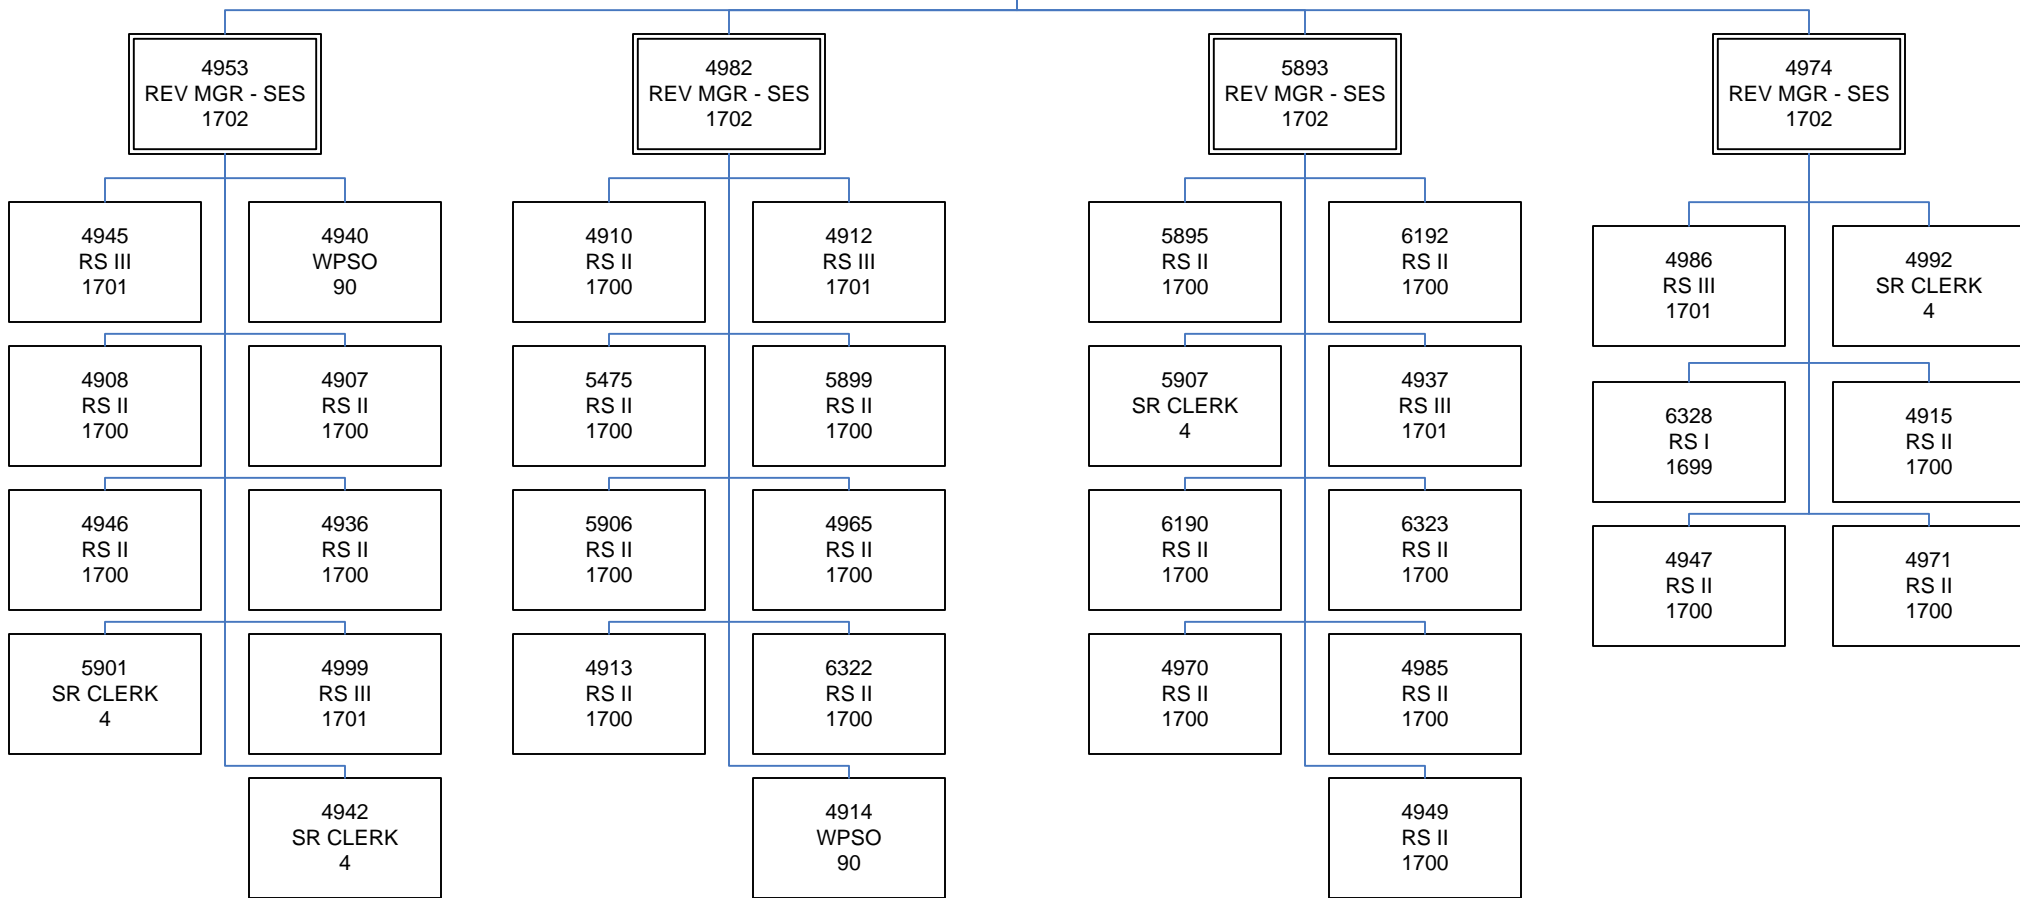 4953
REV MGR - SES
1702
4982
REV MGR - SES
1702
5893
REV MGR - SES
1702
4974
REV MGR - SES
1702
4945
RS III
1701
4940
WPSO
90
4910
RS II
1700
4912
RS III
1701
5895
RS II
1700
6192
RS II
1700
4986
RS III
1701
4992
SR CLERK
4
4908
RS II
1700
4907
RS II
1700
5475
RS II
1700
5899
RS II
1700
5907
SR CLERK
4
4937
RS III
1701
6328
RS I
1699
4915
RS II
1700
4946
RS II
1700
4936
RS II
1700
5906
RS II
1700
4965
RS II
1700
6190
RS II
1700
6323
RS II
1700
4947
RS II
1700
4971
RS II
1700
5901
SR CLERK
4
4999
RS III
1701
4913
RS II
1700
6322
RS II
1700
4970
RS II
1700
4985
RS II
1700
4942
SR CLERK
4
4914
WPSO
90
4949
RS II
1700